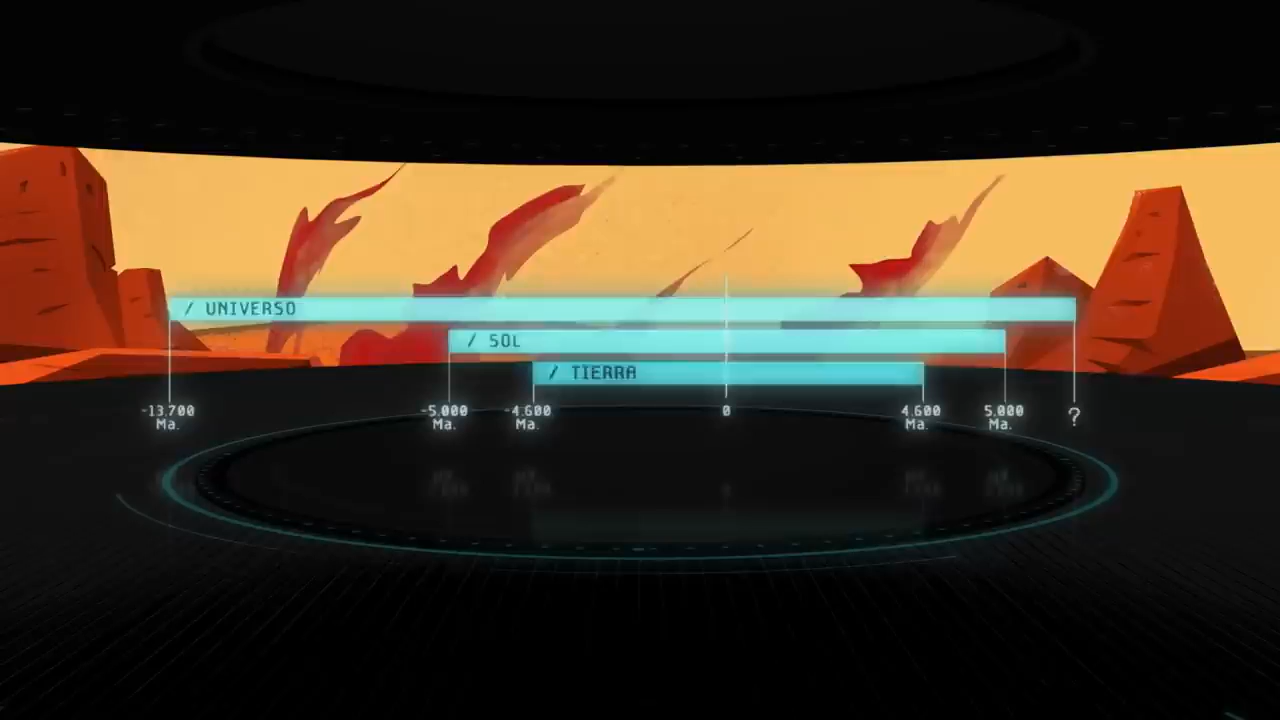 / UNIVERSO
/ SOL
/ TIERRA
-13.700 Ma.
-5.000 Ma.
-4.600 Ma.
0
4.600 Ma.
5.000 Ma.
?